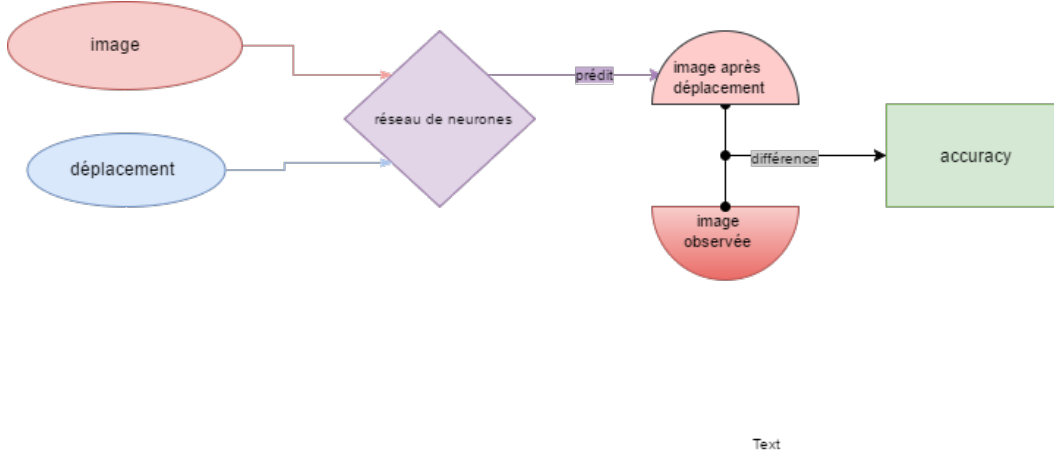 image
déplacement
réseau de neurones
prédit
image après
déplacement
différence
image
observée
accuracy
Text